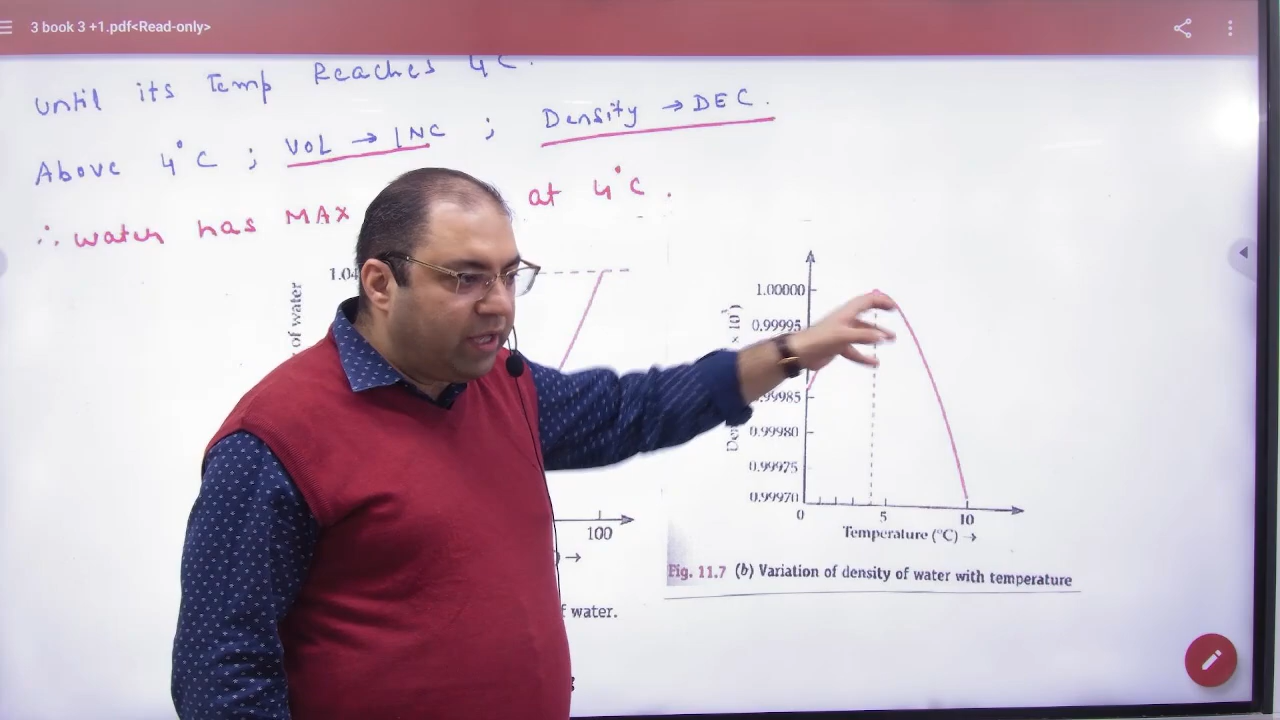 3 book 3 +1.pdf<Read-only>
until its Temp Reaches 4°C.
Above 4°C ; VOL → INC ; Density → DEC.
∴ water has MAX at 4°C.
1.04
of water
100
→
f water.
1.00000
0.99995
0.99985
0.99980
0.99975
0.99970
0 5 10
Temperature (°C) →
Fig. 11.7 (b) Variation of density of water with temperature